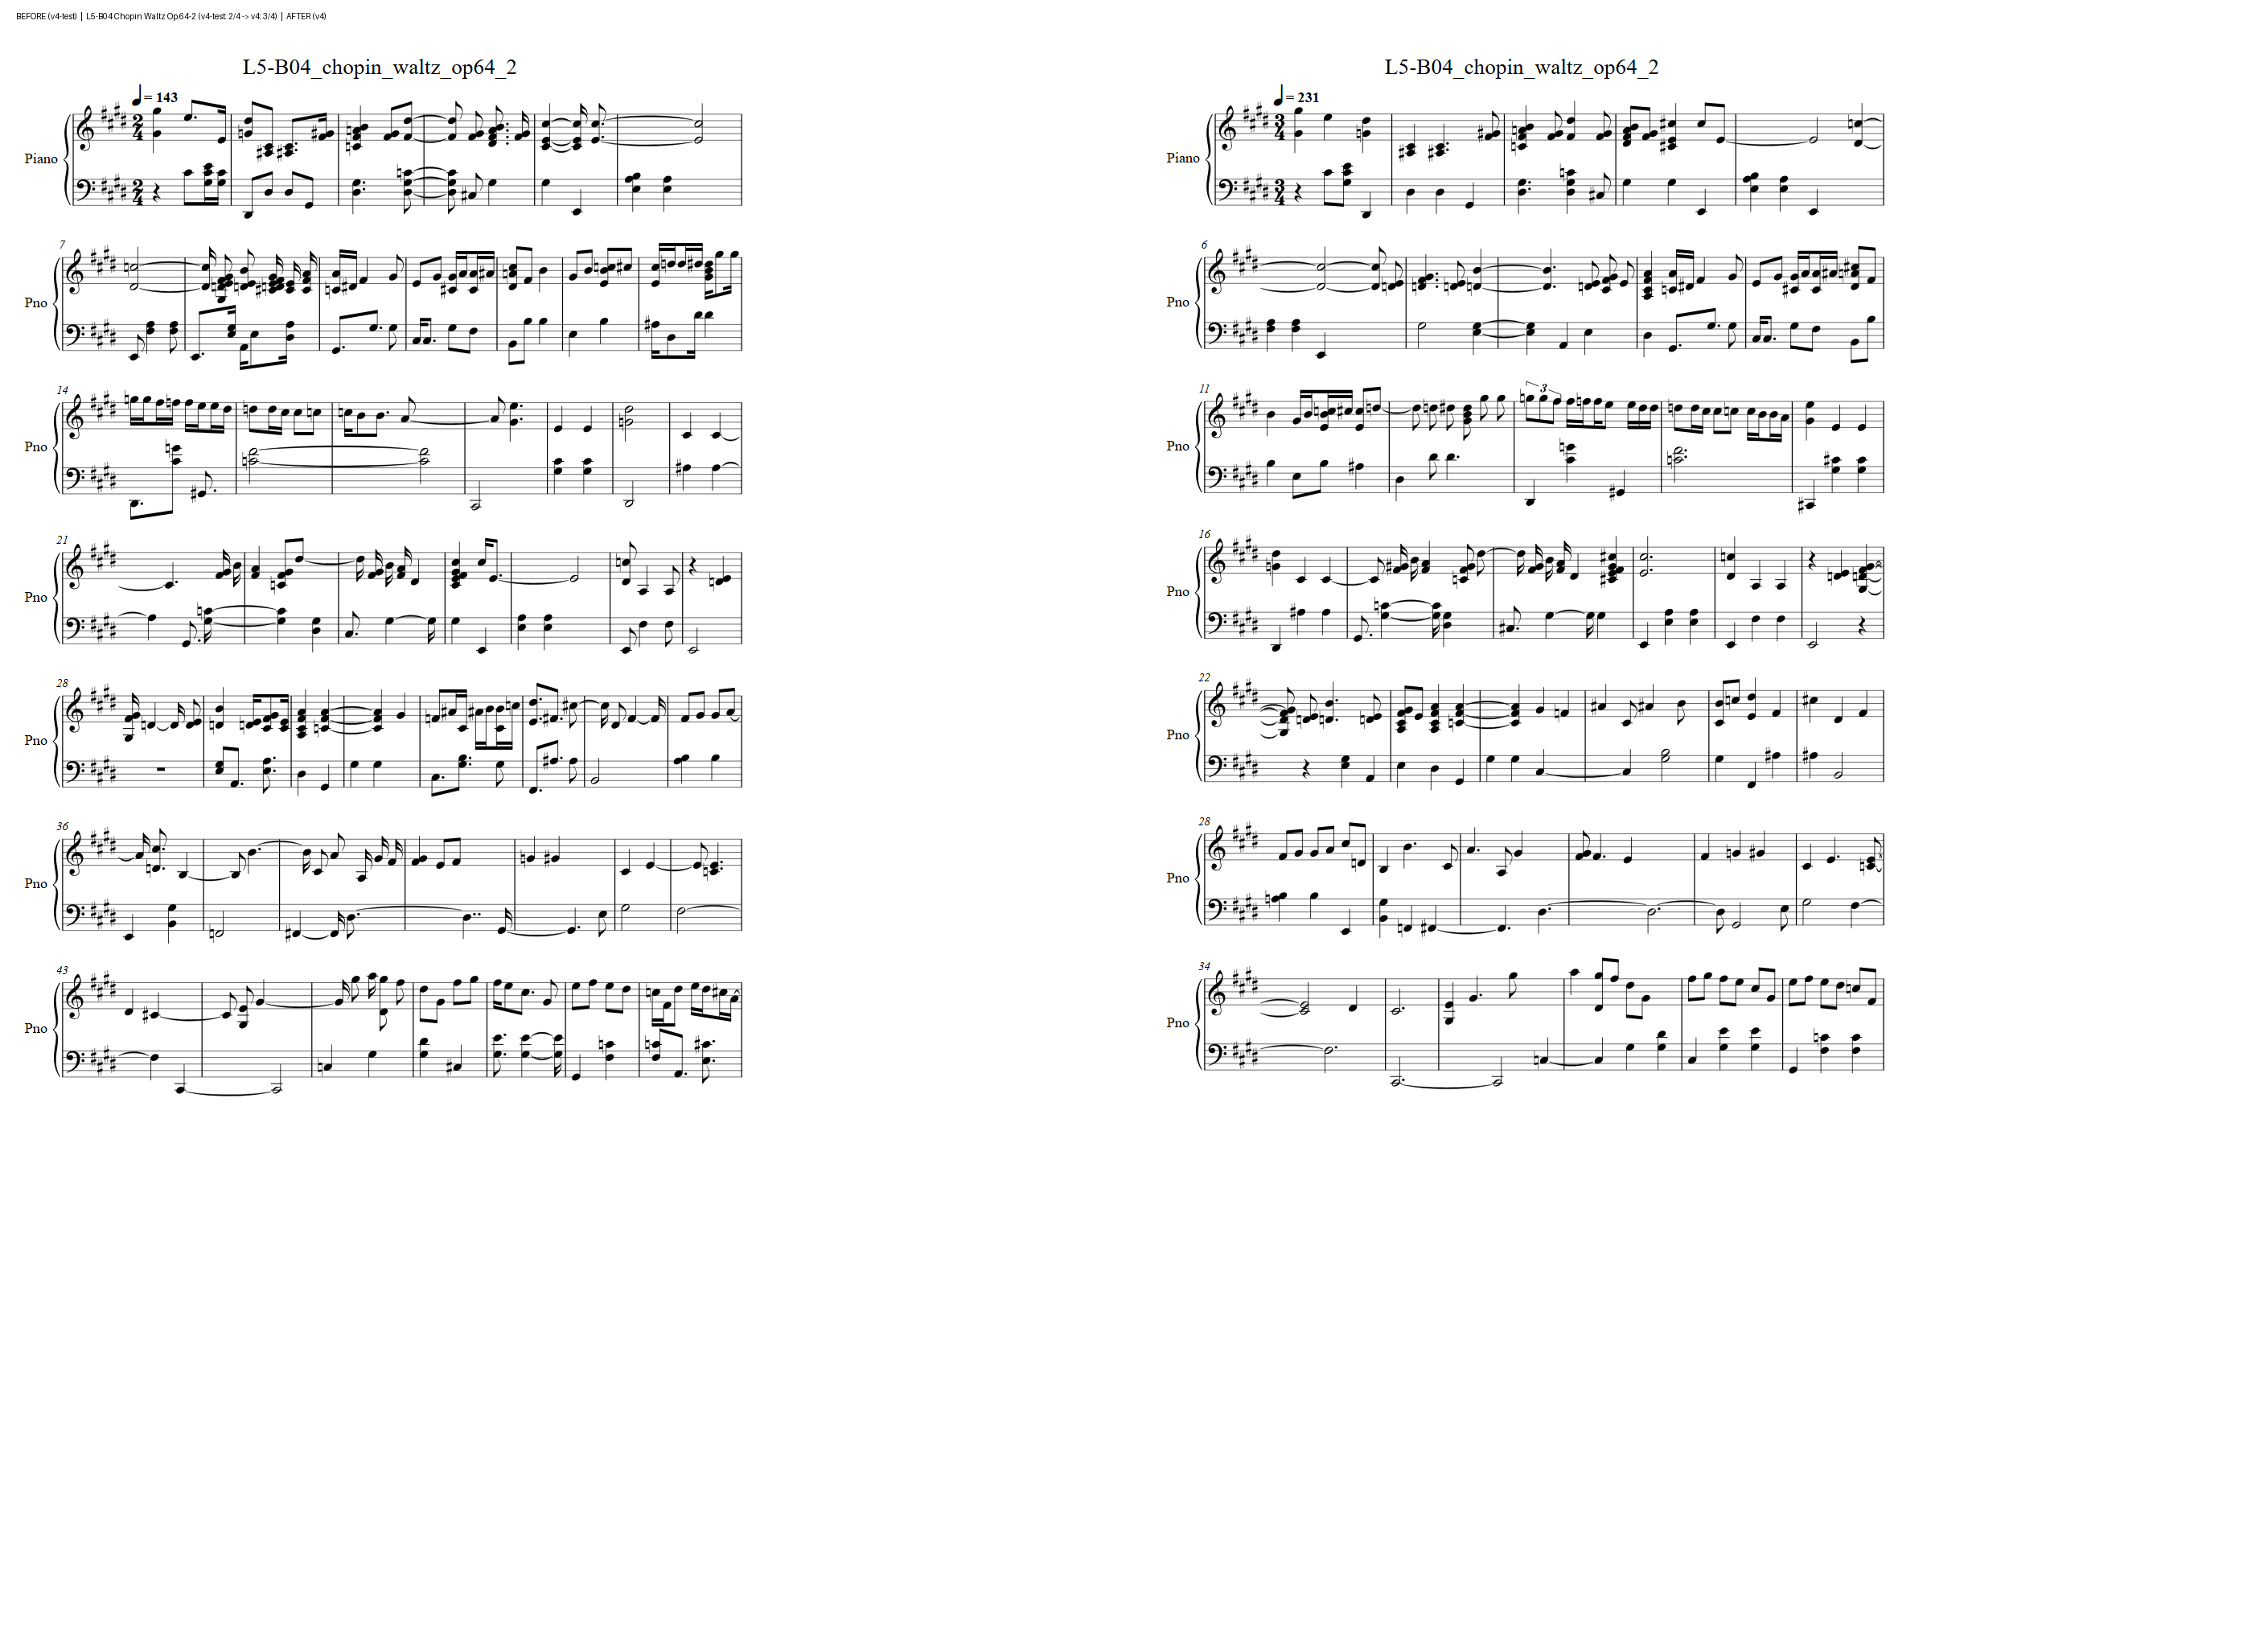 BEFORE (v4-test) | L5-B04 Chopin Waltz Op.64-2 (v4-test: 2/4 -> v4: 3/4) | AFTER (v4)
L5-B04_chopin_waltz_op64_2
= 143
Piano
2 4
2 4
7
Pno
14
Pno
21
Pno
28
Pno
36
Pno
43
Pno
L5-B04_chopin_waltz_op64_2
= 231
Piano
3 4
3 4
6
Pno
11
3
Pno
16
Pno
22
Pno
28
Pno
34
Pno